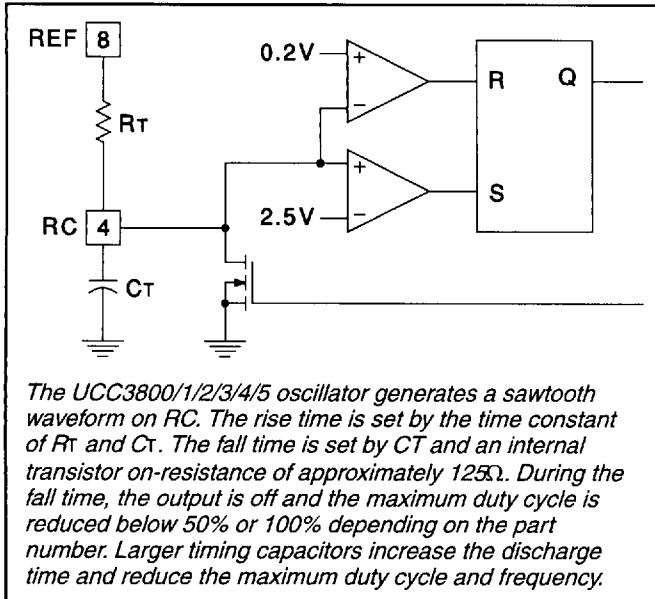 REF 8
0.2V
+
−
R Q
RT
+
−
S
RC 4
2.5V
CT
The UCC3800/1/2/3/4/5 oscillator generates a sawtooth
waveform on RC. The rise time is set by the time constant
of RT and CT. The fall time is set by CT and an internal
transistor on-resistance of approximately 125Ω. During the
fall time, the output is off and the maximum duty cycle is
reduced below 50% or 100% depending on the part
number. Larger timing capacitors increase the discharge
time and reduce the maximum duty cycle and frequency.